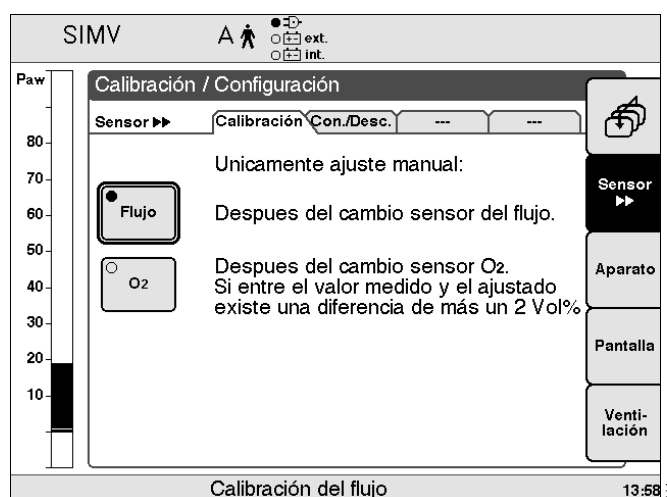 SIMV
A
ext.
int.
Paw
80
70
60
50
40
30
20
10
Calibración / Configuración
Sensor
Calibración
Con./Desc.
---
---
Unicamente ajuste manual:
Flujo
Despues del cambio sensor del flujo.
O2
Despues del cambio sensor O2.
Si entre el valor medido y el ajustado
existe una diferencia de más un 2 Vol%
Sensor
Aparato
Pantalla
Venti-
lación
Calibración del flujo
13:58